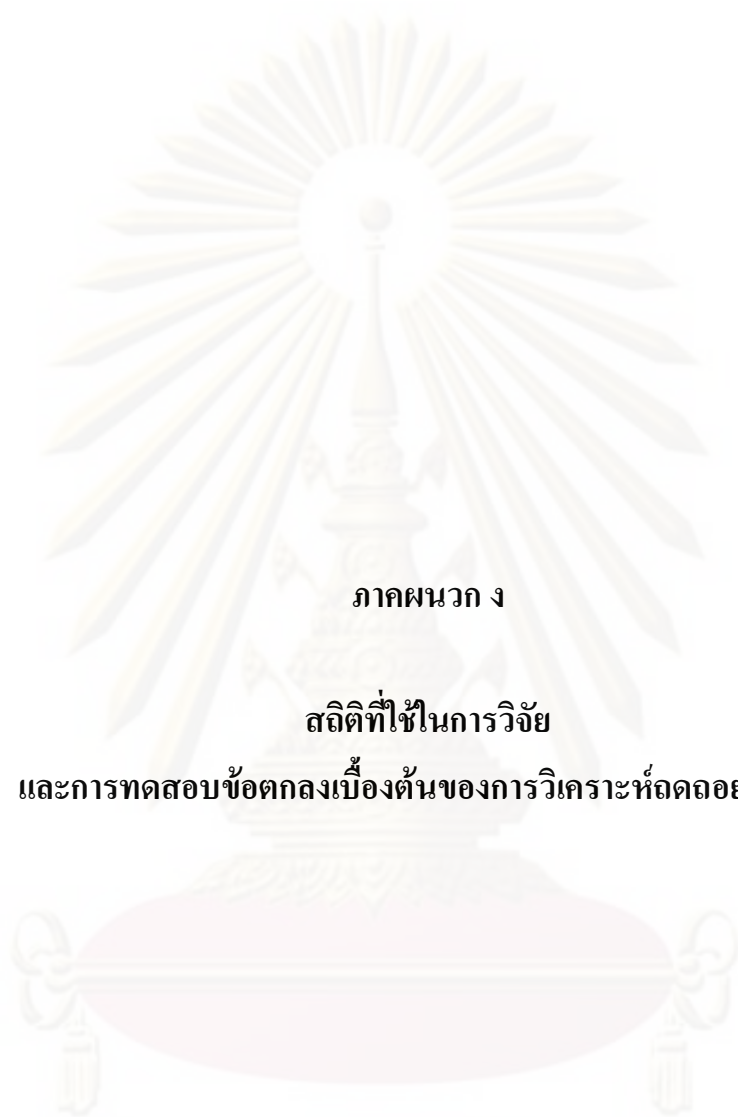 ภาคผนวก ง
สถิติที่ใช้ในการวิจัย
และการทดสอบข้อตกลงเบื้องต้นของการวิเคราะห์ถดถอย